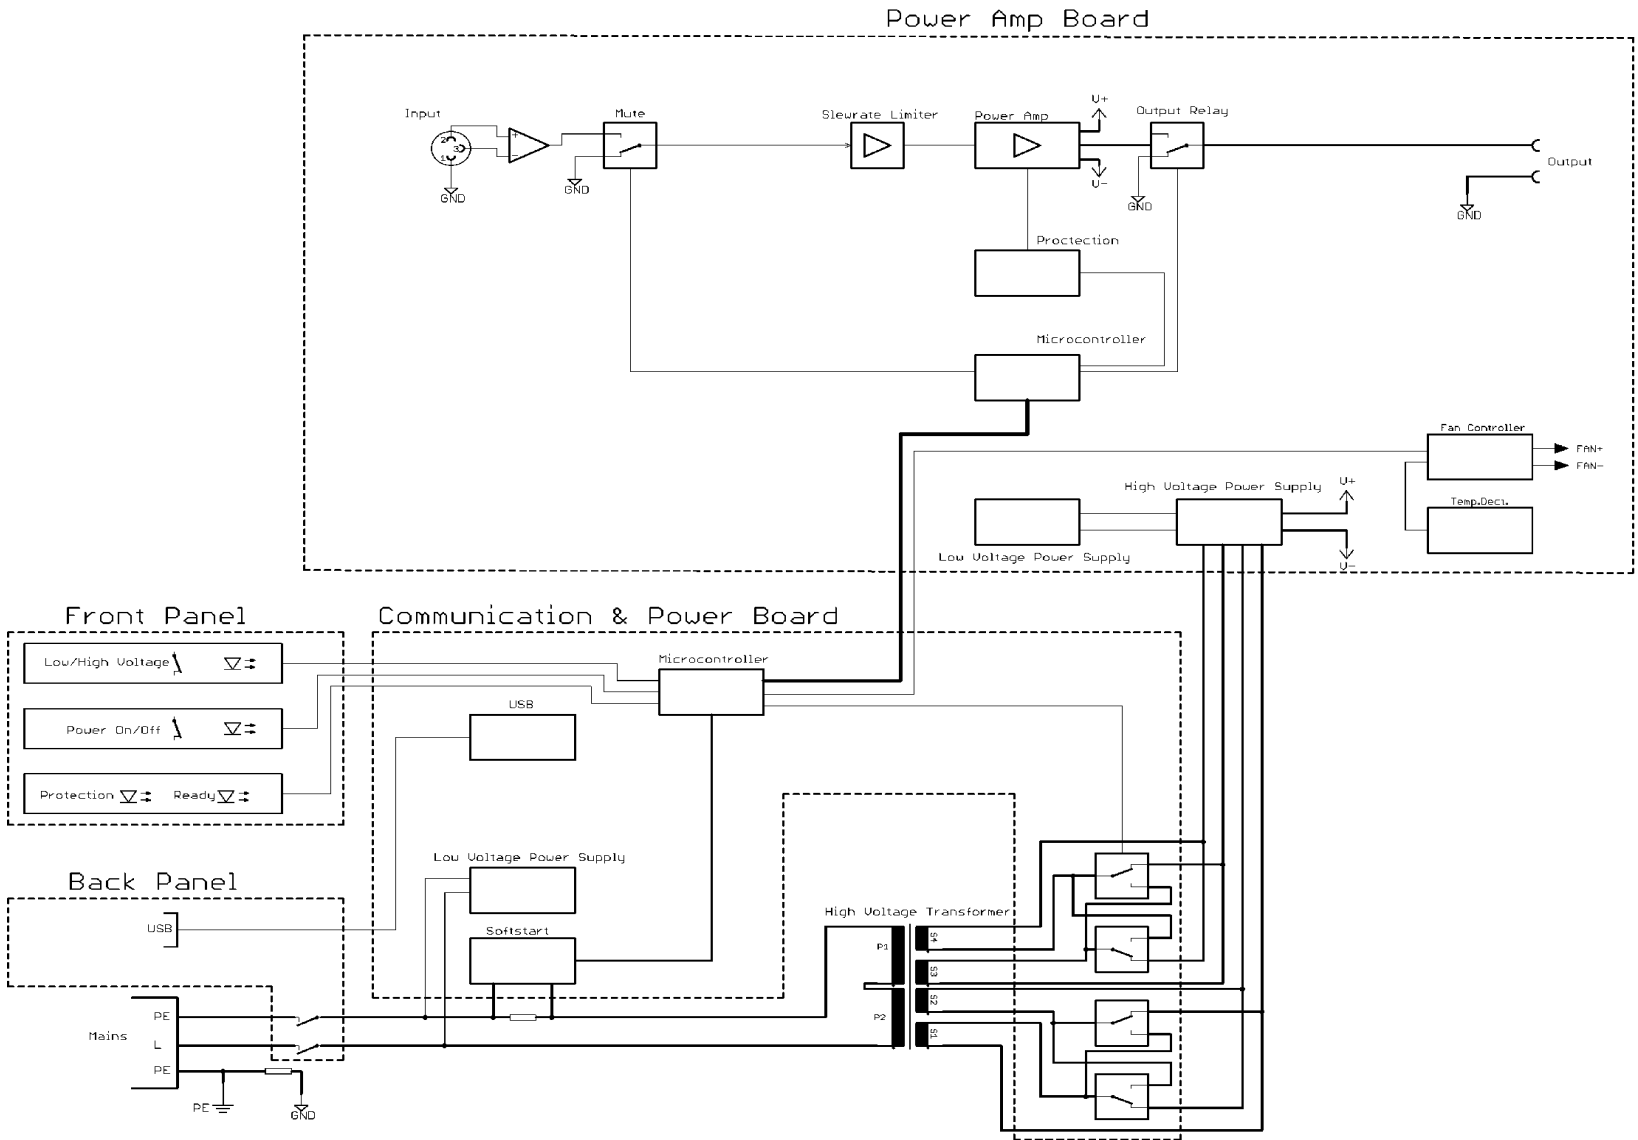 Power Amp Board
Input
Mute
Slewrate Limiter
Power Amp
V+
Output Relay
2
3
1
+
-
GND
GND
V-
GND
Output
GND
Proctection
Microcontroller
Fan Controller
FAN+
FAN-
High Voltage Power Supply
V+
Temp.Dect.
Low Voltage Power Supply
V-
Front Panel
Communication & Power Board
Low/High Voltage
Microcontroller
USB
Power On/Off
Protection
Ready
Low Voltage Power Supply
Back Panel
High Voltage Transformer
USB
Softstart
P1
S4
S3
S2
P2
S1
PE
Mains
L
PE
PE
GND